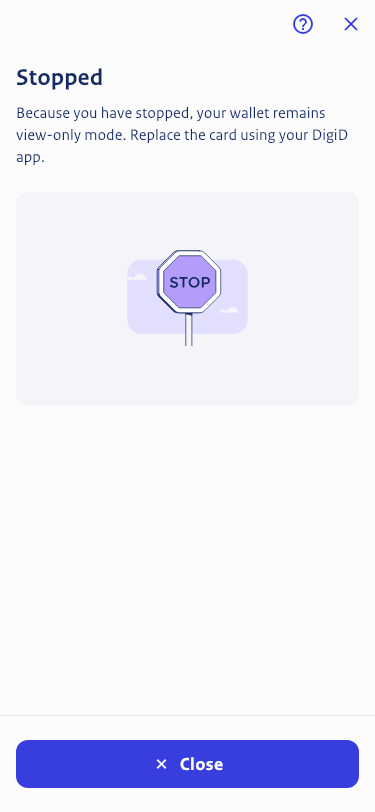 Stopped
Because you have stopped, your wallet remains
view-only mode. Replace the card using your DigiD
app.
STOP
Close